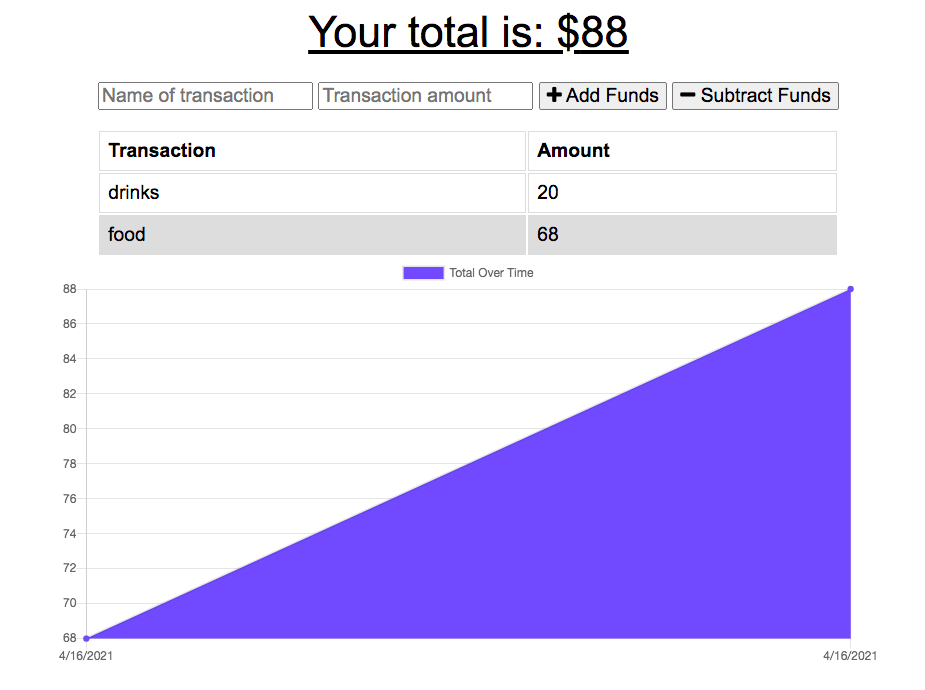 Your total is: $88
Name of transaction Transaction amount Add Funds Subtract Funds
Transaction Amount
drinks 20
food 68
Total Over Time
88
86
84
82
80
78
76
74
72
70
68
4/16/2021 4/16/2021